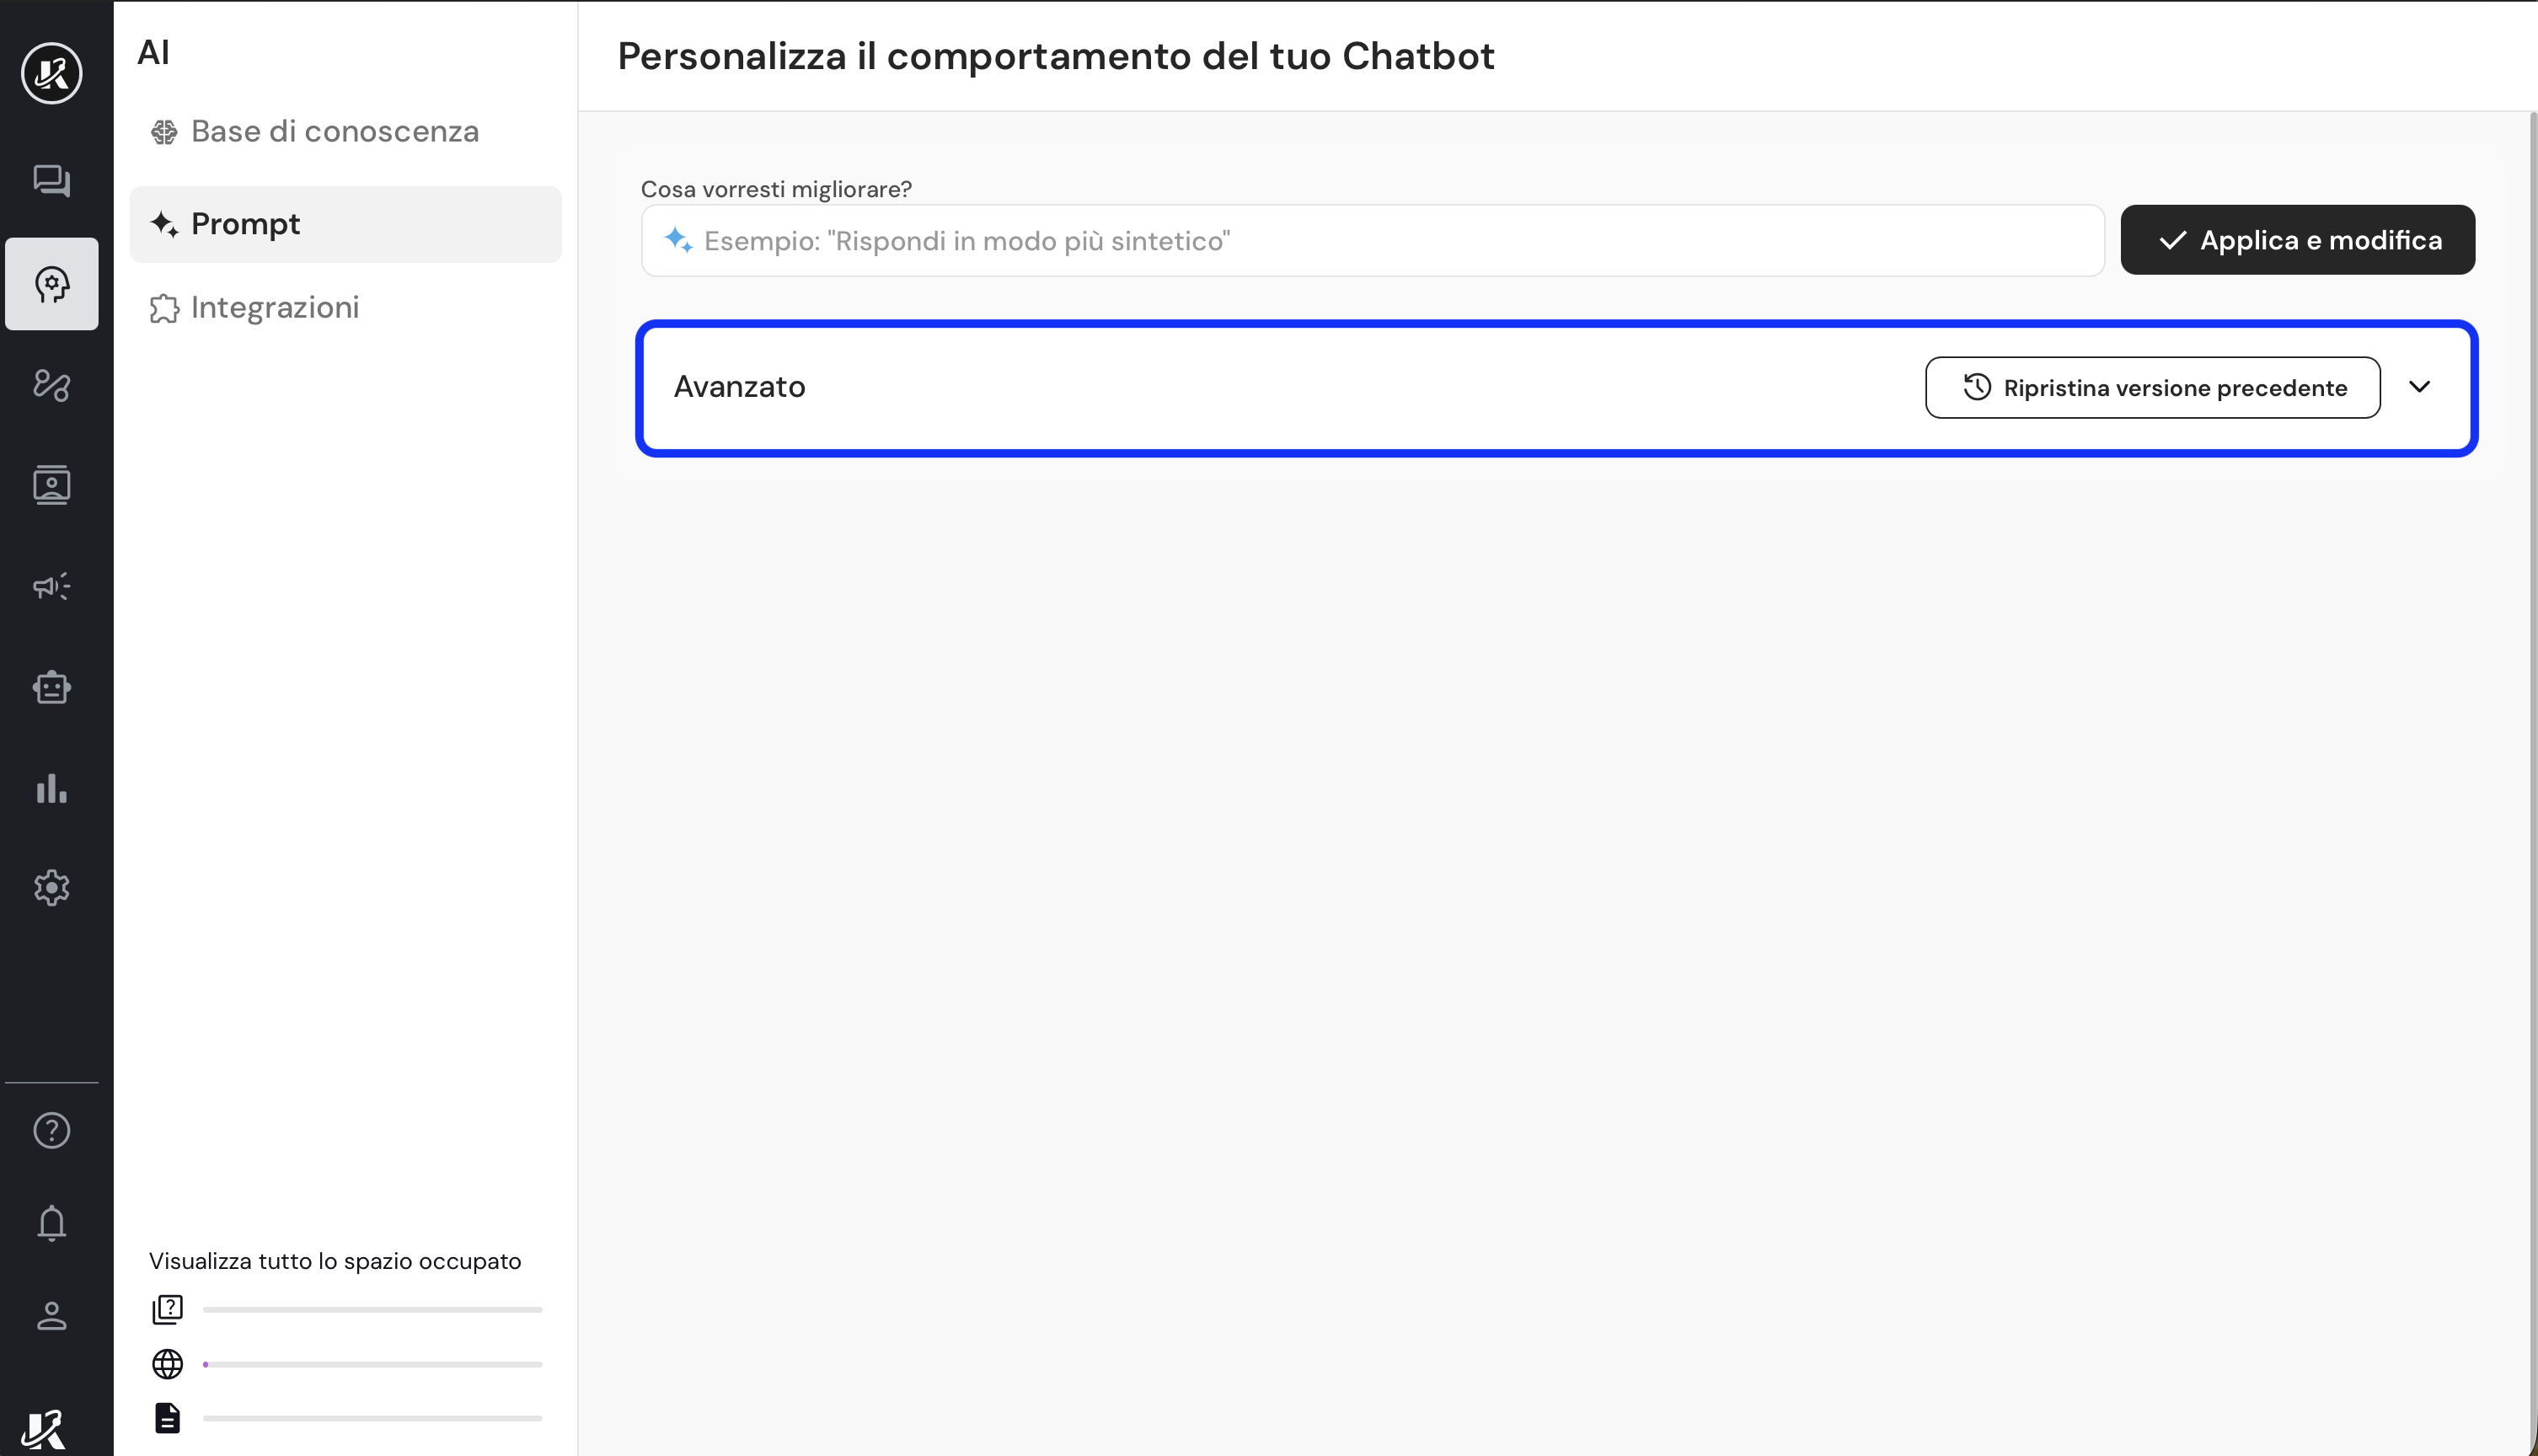 AI
Base di conoscenza
Prompt
Integrazioni
Visualizza tutto lo spazio occupato
Personalizza il comportamento del tuo Chatbot
Cosa vorresti migliorare?
Esempio: "Rispondi in modo più sintetico"
Applica e modifica
Avanzato
Ripristina versione precedente